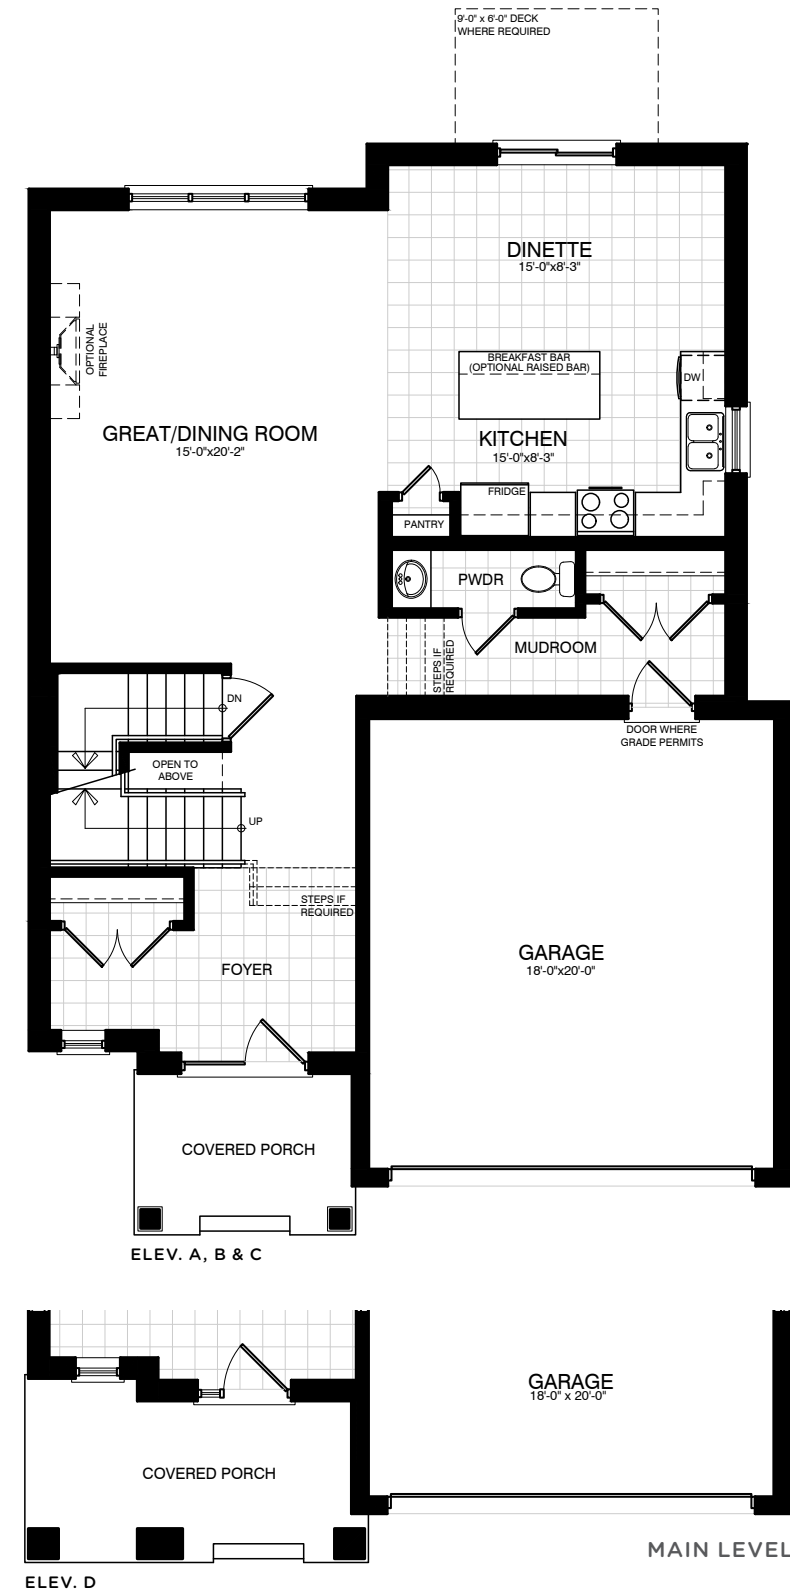 9'-0" x 6'-0" DECK
WHERE REQUIRED
DINETTE
15'-0"x8'-3"
OPTIONAL
FIREPLACE
BREAKFAST BAR
(OPTIONAL RAISED BAR)
DW
GREAT/DINING ROOM
15'-0"x20'-2"
KITCHEN
15'-0"x8'-3"
FRIDGE
PANTRY
PWDR
MUDROOM
STEPS IF
REQUIRED
DN
DOOR WHERE
GRADE PERMITS
OPEN TO
ABOVE
UP
STEPS IF
REQUIRED
FOYER
GARAGE
18'-0"x20'-0"
COVERED PORCH
ELEV. A, B & C
GARAGE
18'-0" x 20'-0"
COVERED PORCH
MAIN LEVEL
ELEV. D